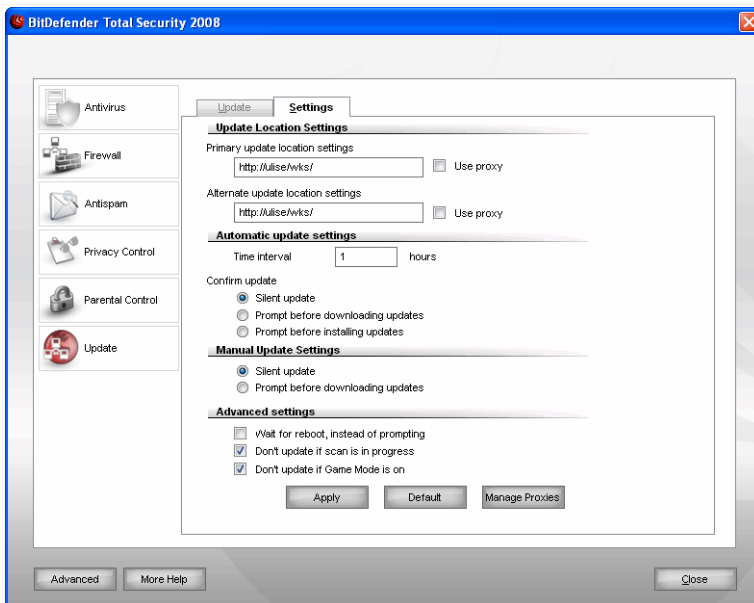 BitDefender Total Security 2008
Antivirus
Firewall
Antispam
Privacy Control
Parental Control
Update
Update
Settings
Update Location Settings
Primary update location settings
http://ulise/wks/
Use proxy
Alternate update location settings
http://ulise/wks/
Use proxy
Automatic update settings
Time interval 1 hours
Confirm update
Silent update
Prompt before downloading updates
Prompt before installing updates
Manual Update Settings
Silent update
Prompt before downloading updates
Advanced settings
Wait for reboot, instead of prompting
Don't update if scan is in progress
Don't update if Game Mode is on
Apply
Default
Manage Proxies
Advanced
More Help
Close